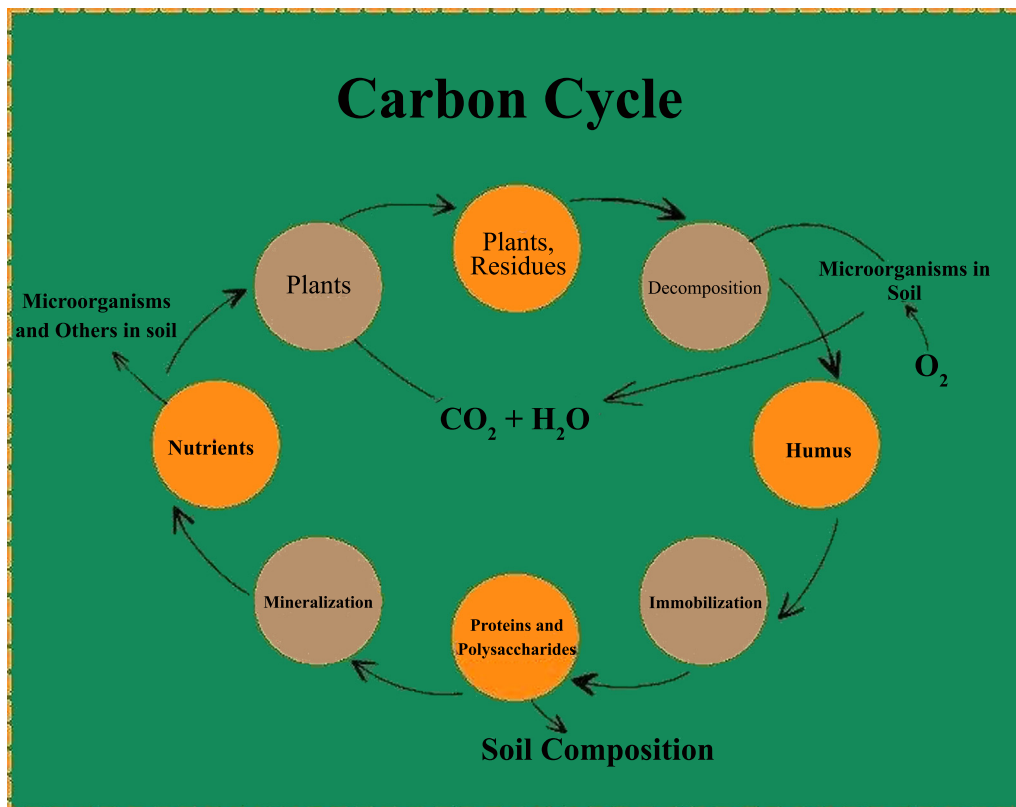 Carbon Cycle
Plants,
Residues
Plants
Decomposition
Microorganisms in
Soil
Microorganisms
and Others in soil
O₂
CO₂ + H₂O
Nutrients
Humus
Mineralization
Immobilization
Proteins and
Polysaccharides
Soil Composition